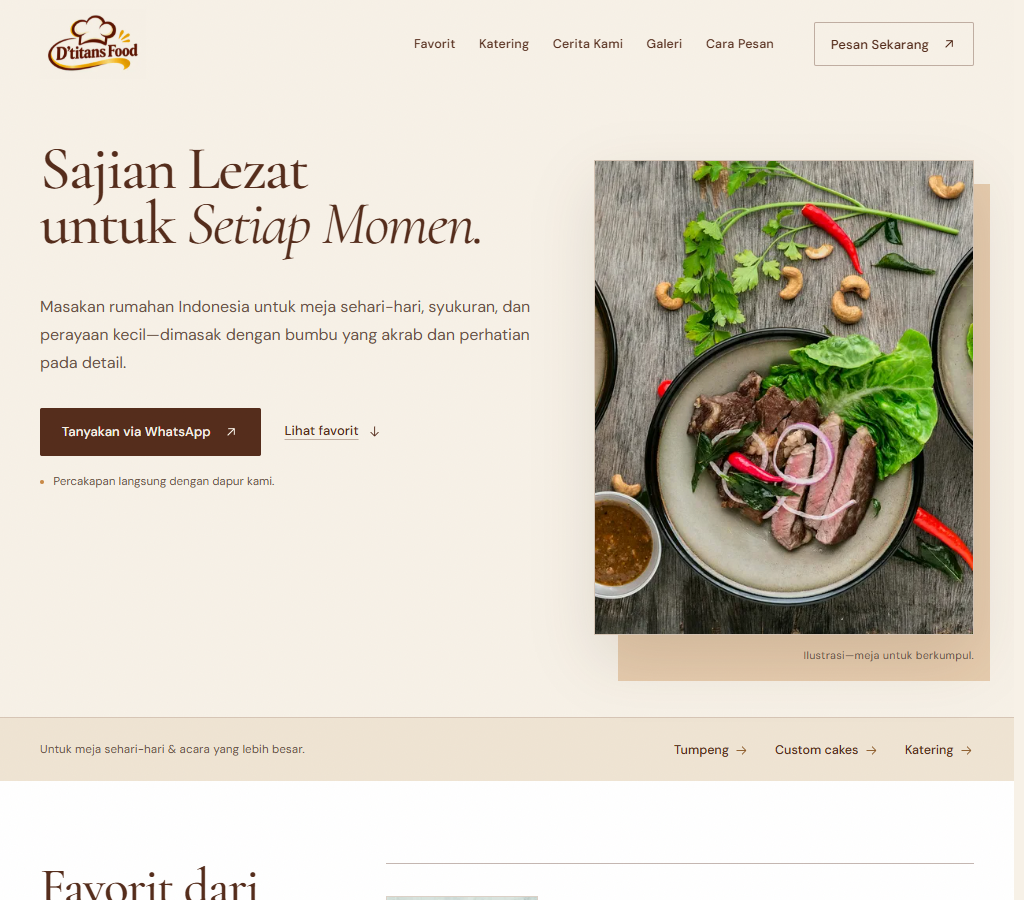 D'titans Food
Favorit
Katering
Cerita Kami
Galeri
Cara Pesan
Pesan Sekarang ↗
Sajian Lezat
untuk Setiap Momen.
Masakan rumahan Indonesia untuk meja sehari-hari, syukuran, dan
perayaan kecil—dimasak dengan bumbu yang akrab dan perhatian
pada detail.
Tanyakan via WhatsApp ↗
Lihat favorit ↓
Percakapan langsung dengan dapur kami.
Ilustrasi—meja untuk berkumpul.
Untuk meja sehari-hari & acara yang lebih besar.
Tumpeng →
Custom cakes →
Katering →
Favorit dari